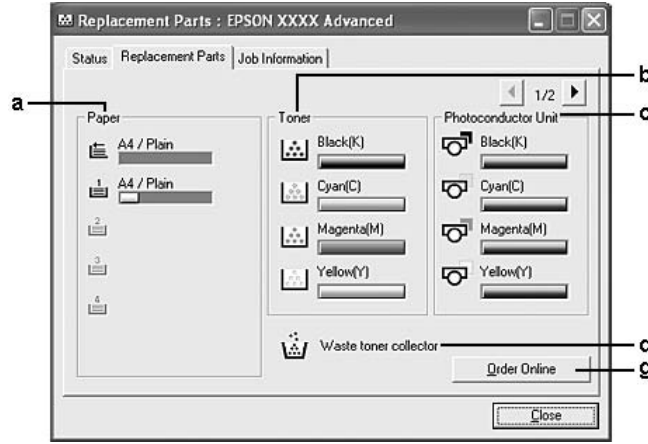 Replacement Parts : EPSON XXXX Advanced
Status
Replacement Parts
Job Information
1/2
a
b
c
Paper
A4 / Plain
1
A4 / Plain
2
3
4
Toner
Black(K)
Cyan(C)
Magenta(M)
Yellow(Y)
Photoconductor Unit
Black(K)
Cyan(C)
Magenta(M)
Yellow(Y)
Waste toner collector
Order Online
g
Close